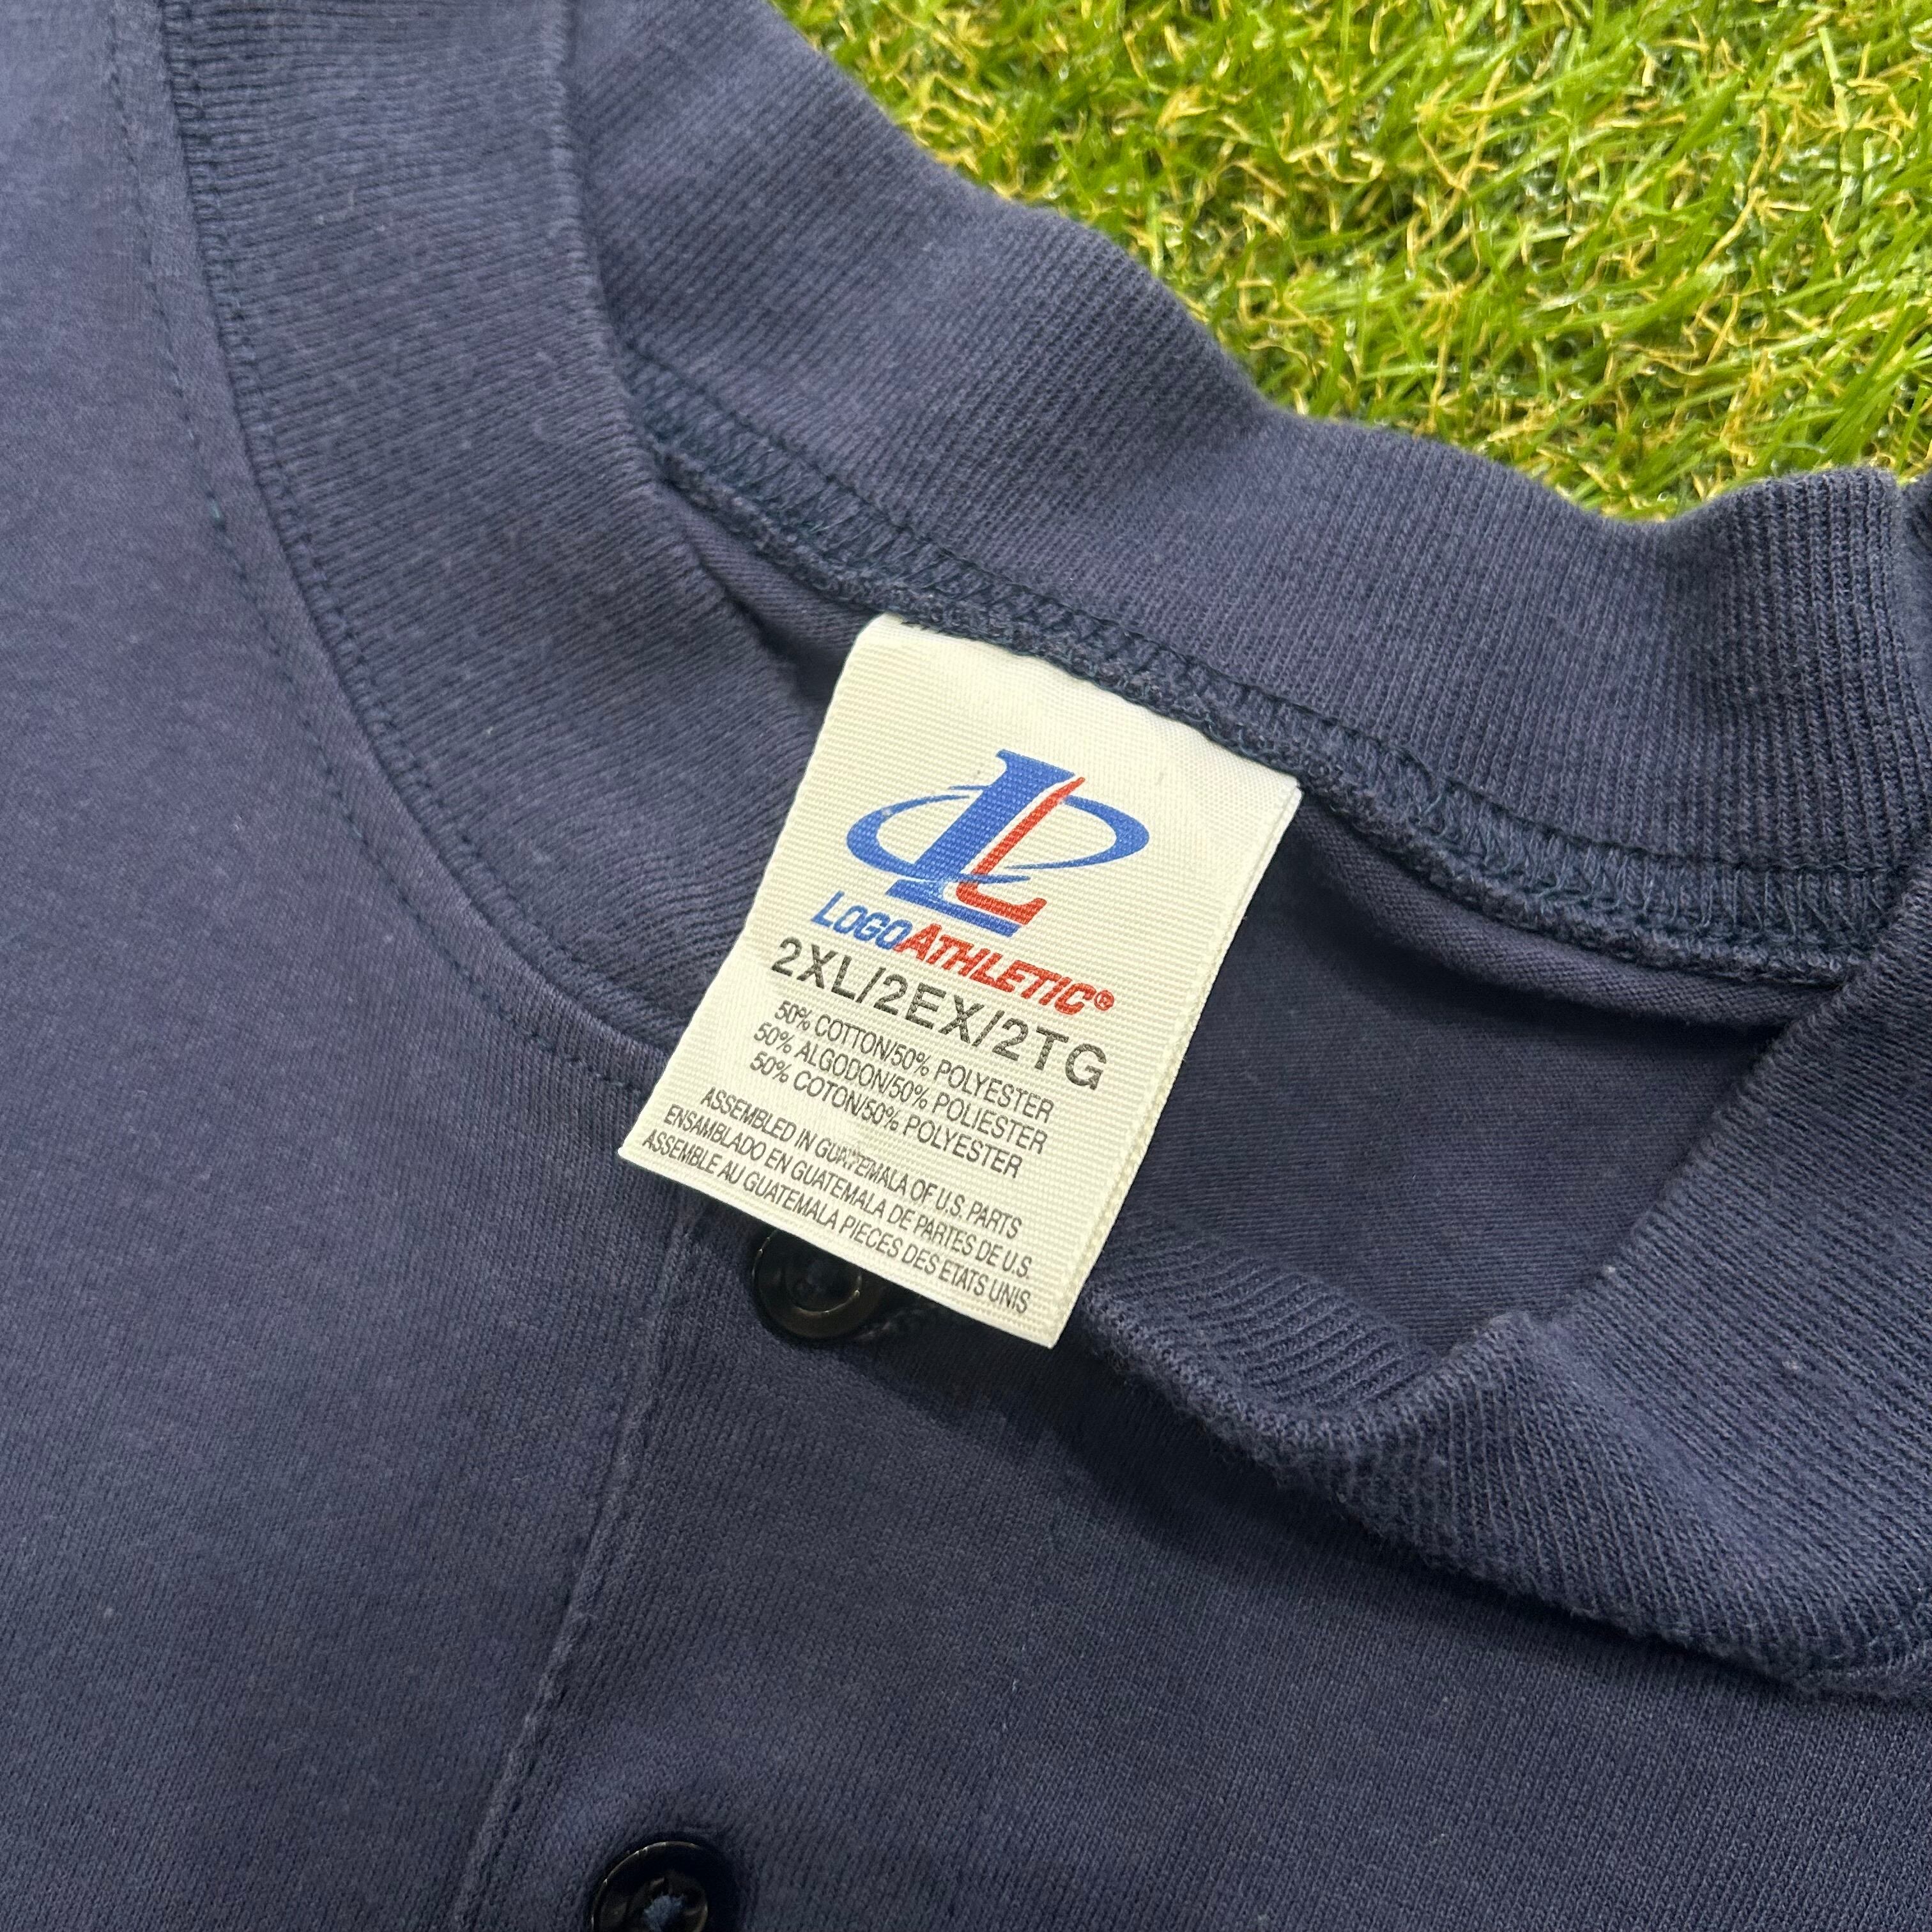 LL
LOGOATHLETIC®
2XL/2EX/2TG
50% COTTON/50% POLYESTER
50% ALGODON/50% POLIESTER
50% COTON/50% POLYESTER
ASSEMBLED IN GUATEMALA OF U.S. PARTS
ENSAMBLADO EN GUATEMALA DE PARTES DE U.S.
ASSEMBLE AU GUATEMALA PIECES DES ETATS UNIS